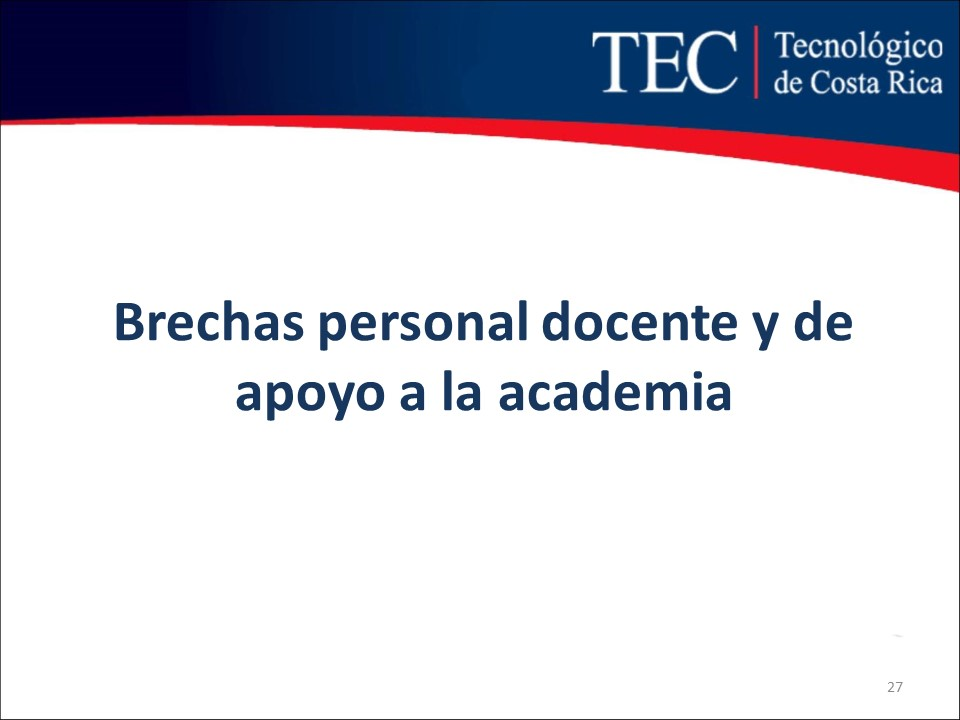 TEC
Tecnológico
de Costa Rica
Brechas personal docente y de
apoyo a la academia
27